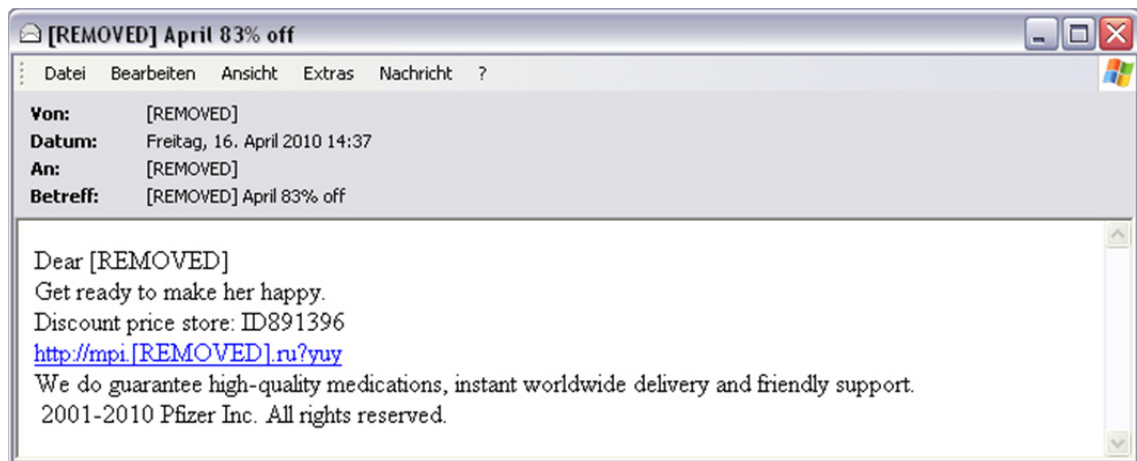 [REMOVED] April 83% off
Datei Bearbeiten Ansicht Extras Nachricht ?
Von: [REMOVED]
Datum: Freitag, 16. April 2010 14:37
An: [REMOVED]
Betreff: [REMOVED] April 83% off
Dear [REMOVED]
Get ready to make her happy.
Discount price store: ID891396
http://mpi.[REMOVED].ru?yuy
We do guarantee high-quality medications, instant worldwide delivery and friendly support.
2001-2010 Pfizer Inc. All rights reserved.